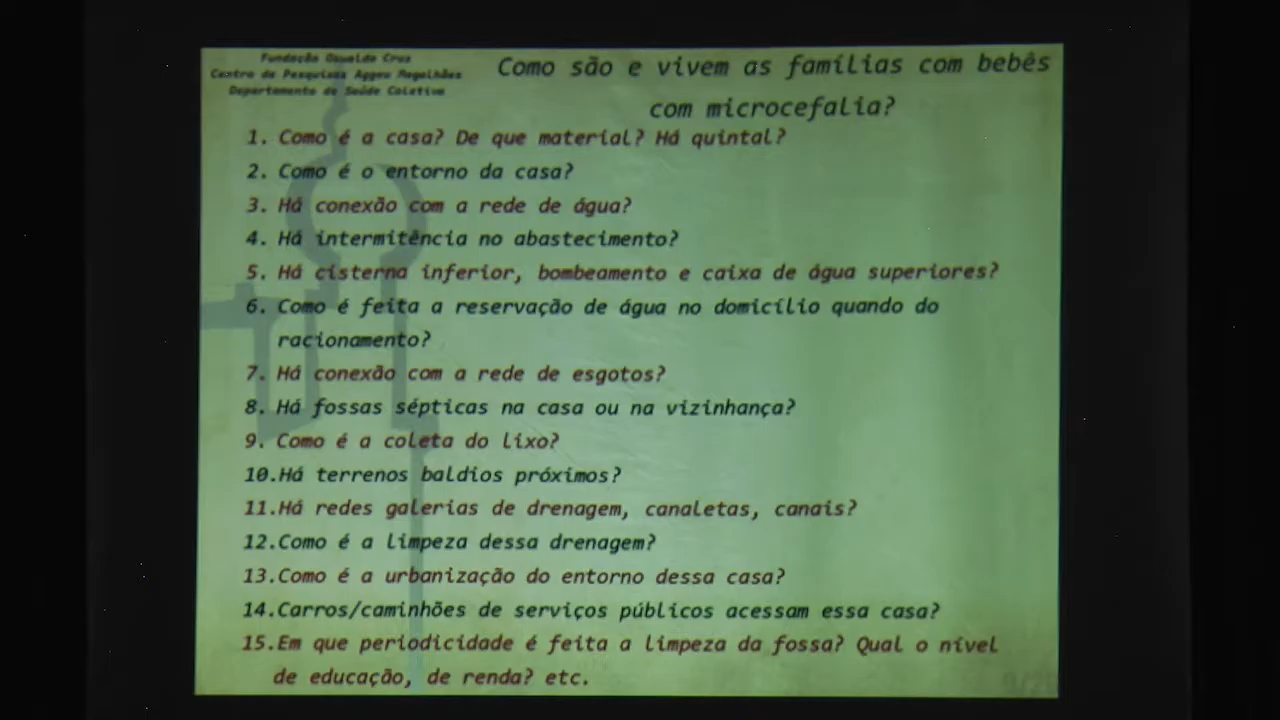 Fundação Oswaldo Cruz
Centro de Pesquisas Aggeu Magalhães
Departamento de Saúde Coletiva
Como são e vivem as famílias com bebês
com microcefalia?
1. Como é a casa? De que material? Há quintal?
2. Como é o entorno da casa?
3. Há conexão com a rede de água?
4. Há intermitência no abastecimento?
5. Há cisterna inferior, bombeamento e caixa de água superiores?
6. Como é feita a reservação de água no domicílio quando do
racionamento?
7. Há conexão com a rede de esgotos?
8. Há fossas sépticas na casa ou na vizinhança?
9. Como é a coleta do lixo?
10.Há terrenos baldios próximos?
11.Há redes galerias de drenagem, canaletas, canais?
12.Como é a limpeza dessa drenagem?
13.Como é a urbanização do entorno dessa casa?
14.Carros/caminhões de serviços públicos acessam essa casa?
15.Em que periodicidade é feita a limpeza da fossa? Qual o nível
de educação, de renda? etc.